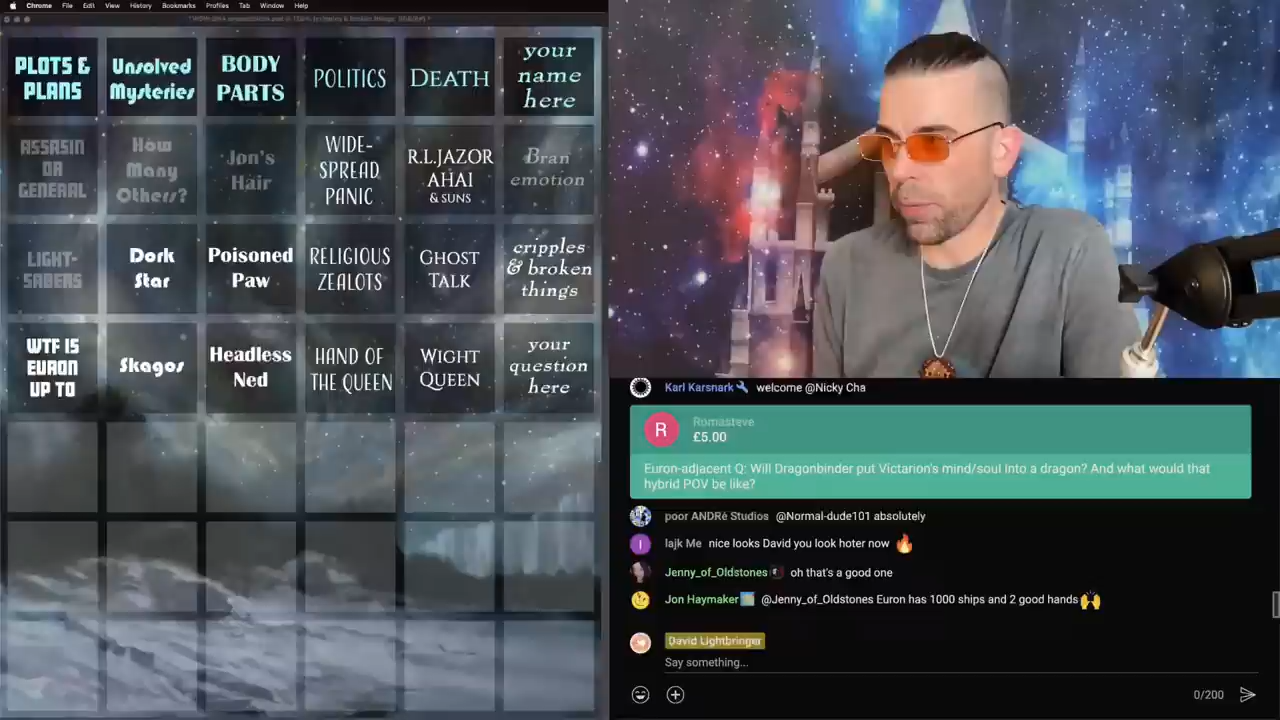 Chrome File Edit View History Bookmarks Profiles Tab Window Help
PLOTS &
PLANS
Unsolved
Mysteries
BODY
PARTS
POLITICS
DEATH
your
name
here
ASSASIN
OR
GENERAL
How
Many
Others?
Jon's
Hair
WIDE-
SPREAD
PANIC
R.L.JAZOR
AHAI
& SUNS
Bran
emotion
LIGHT-
SABERS
Dork
Star
Poisoned
Paw
RELIGIOUS
ZEALOTS
GHOST
TALK
cripples
& broken
things
WTF IS
EURON
UP TO
Skagos
Headless
Ned
HAND OF
THE QUEEN
WIGHT
QUEEN
your
question
here
Karl Karsnark welcome @Nicky Cha
R
Romasteve
£5.00
Euron-adjacent Q: Will Dragonbinder put Victarion's mind/soul into a dragon? And what would that
hybrid POV be like?
poor ANDRè Studios @Normal-dude101 absolutely
I
lajk Me nice looks David you look hoter now
Jenny_of_Oldstones oh that's a good one
Jon Haymaker @Jenny_of_Oldstones Euron has 1000 ships and 2 good hands
David Lightbringer
Say something...
0/200